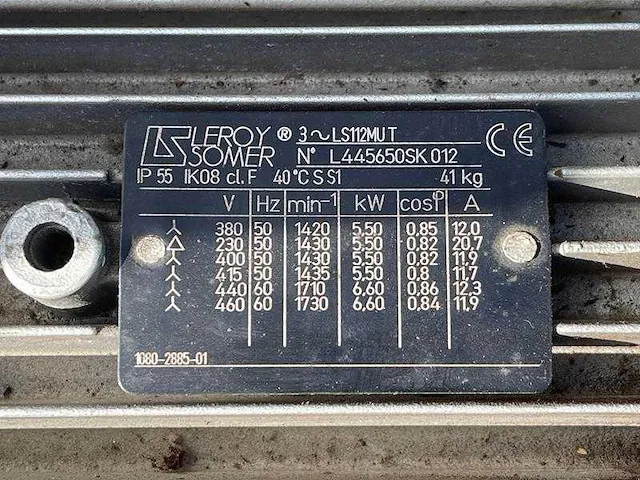 LS LEROY® 3~LS112MU T CE
SOMER N° L445650SK 012
IP 55 IK08 cl.F 40°C S S1 41 kg
V Hz min-1 kW cosφ A
380 50 1420 5,50 0,85 12,0
△ 230 50 1430 5,50 0,82 20,7
400 50 1430 5,50 0,82 11,9
415 50 1435 5,50 0,8 11,7
440 60 1710 6,60 0,86 12,3
460 60 1730 6,60 0,84 11,9
1080-2885-01